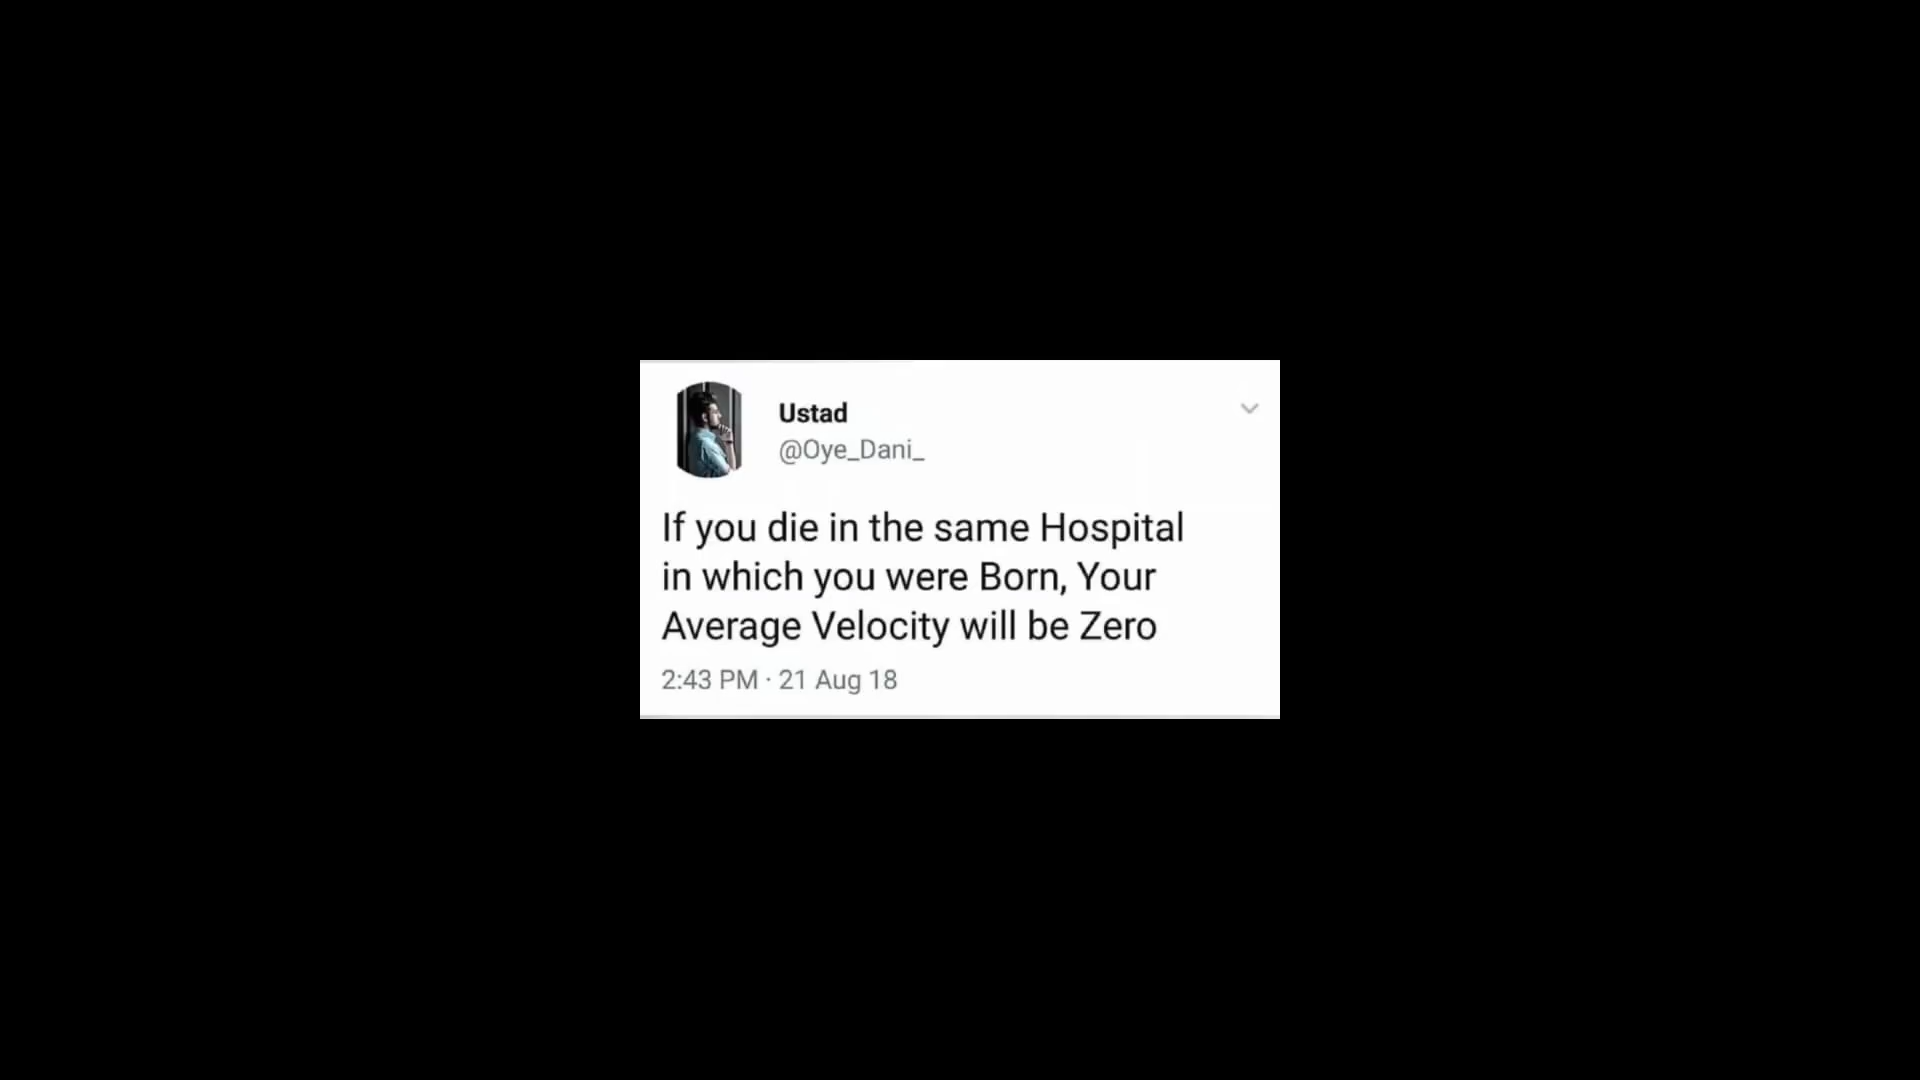 Ustad
@Oye_Dani_
If you die in the same Hospital
in which you were Born, Your
Average Velocity will be Zero
2:43 PM · 21 Aug 18